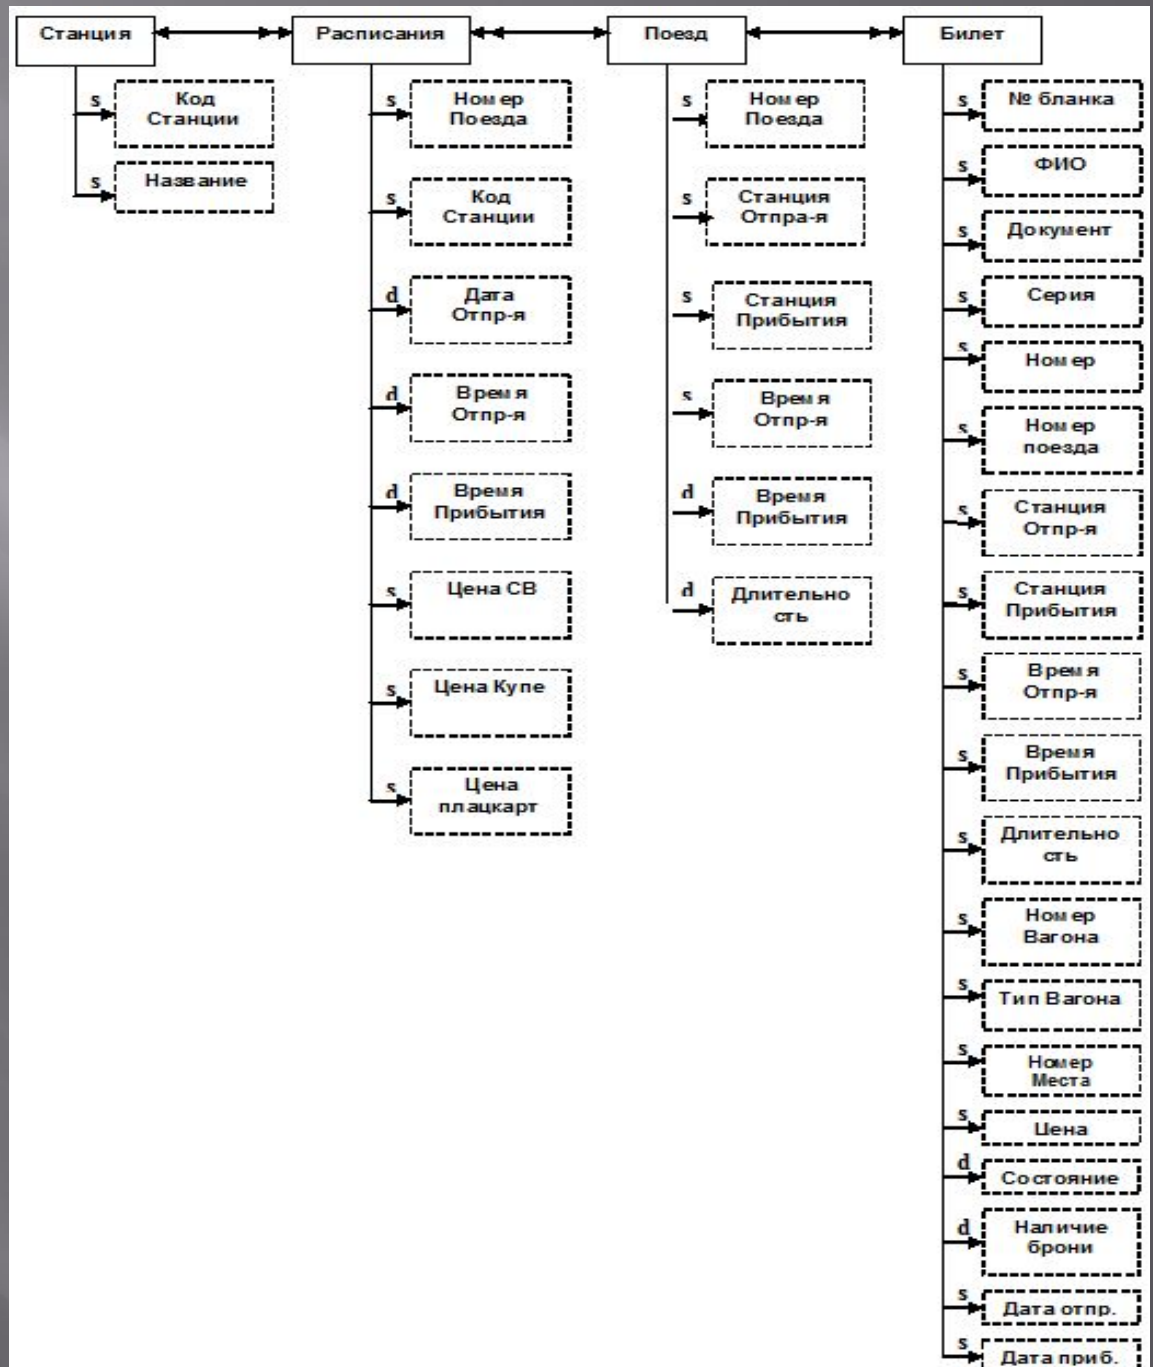 Станция
Расписания
Поезд
Билет
s
Код
Станции
s
Название
s
Номер
Поезда
s
Код
Станции
d
Дата
Отпр-я
d
Время
Отпр-я
d
Время
Прибытия
s
Цена СВ
s
Цена Купе
s
Цена
плацкарт
s
Номер
Поезда
s
Станция
Отпра-я
s
Станция
Прибытия
s
Время
Отпр-я
d
Время
Прибытия
d
Длительно
сть
s
№ бланка
s
ФИО
s
Документ
s
Серия
s
Номер
s
Номер
поезда
s
Станция
Отпр-я
s
Станция
Прибытия
s
Время
Отпр-я
s
Время
Прибытия
s
Длительно
сть
s
Номер
Вагона
s
Тип Вагона
s
Номер
Места
s
Цена
d
Состояние
d
Наличие
брони
s
Дата отпр.
s
Дата приб.